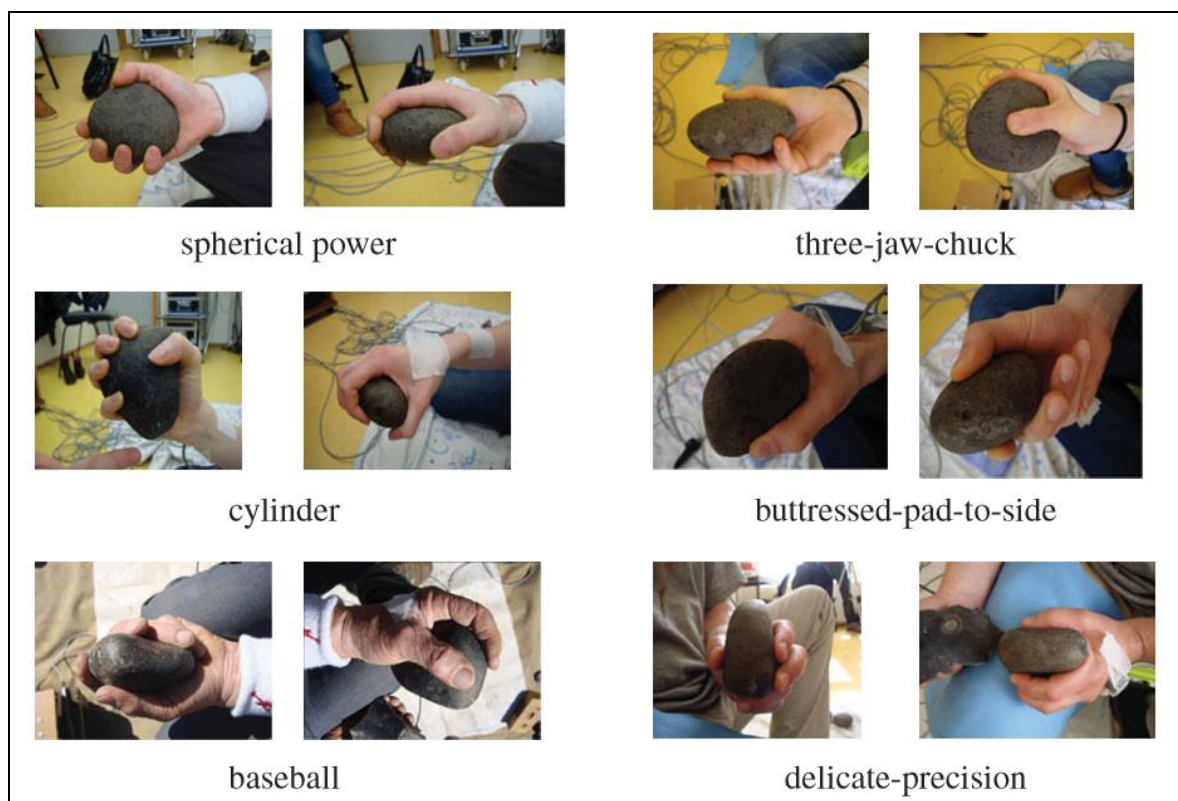 spherical power
three-jaw-chuck
cylinder
buttressed-pad-to-side
baseball
delicate-precision